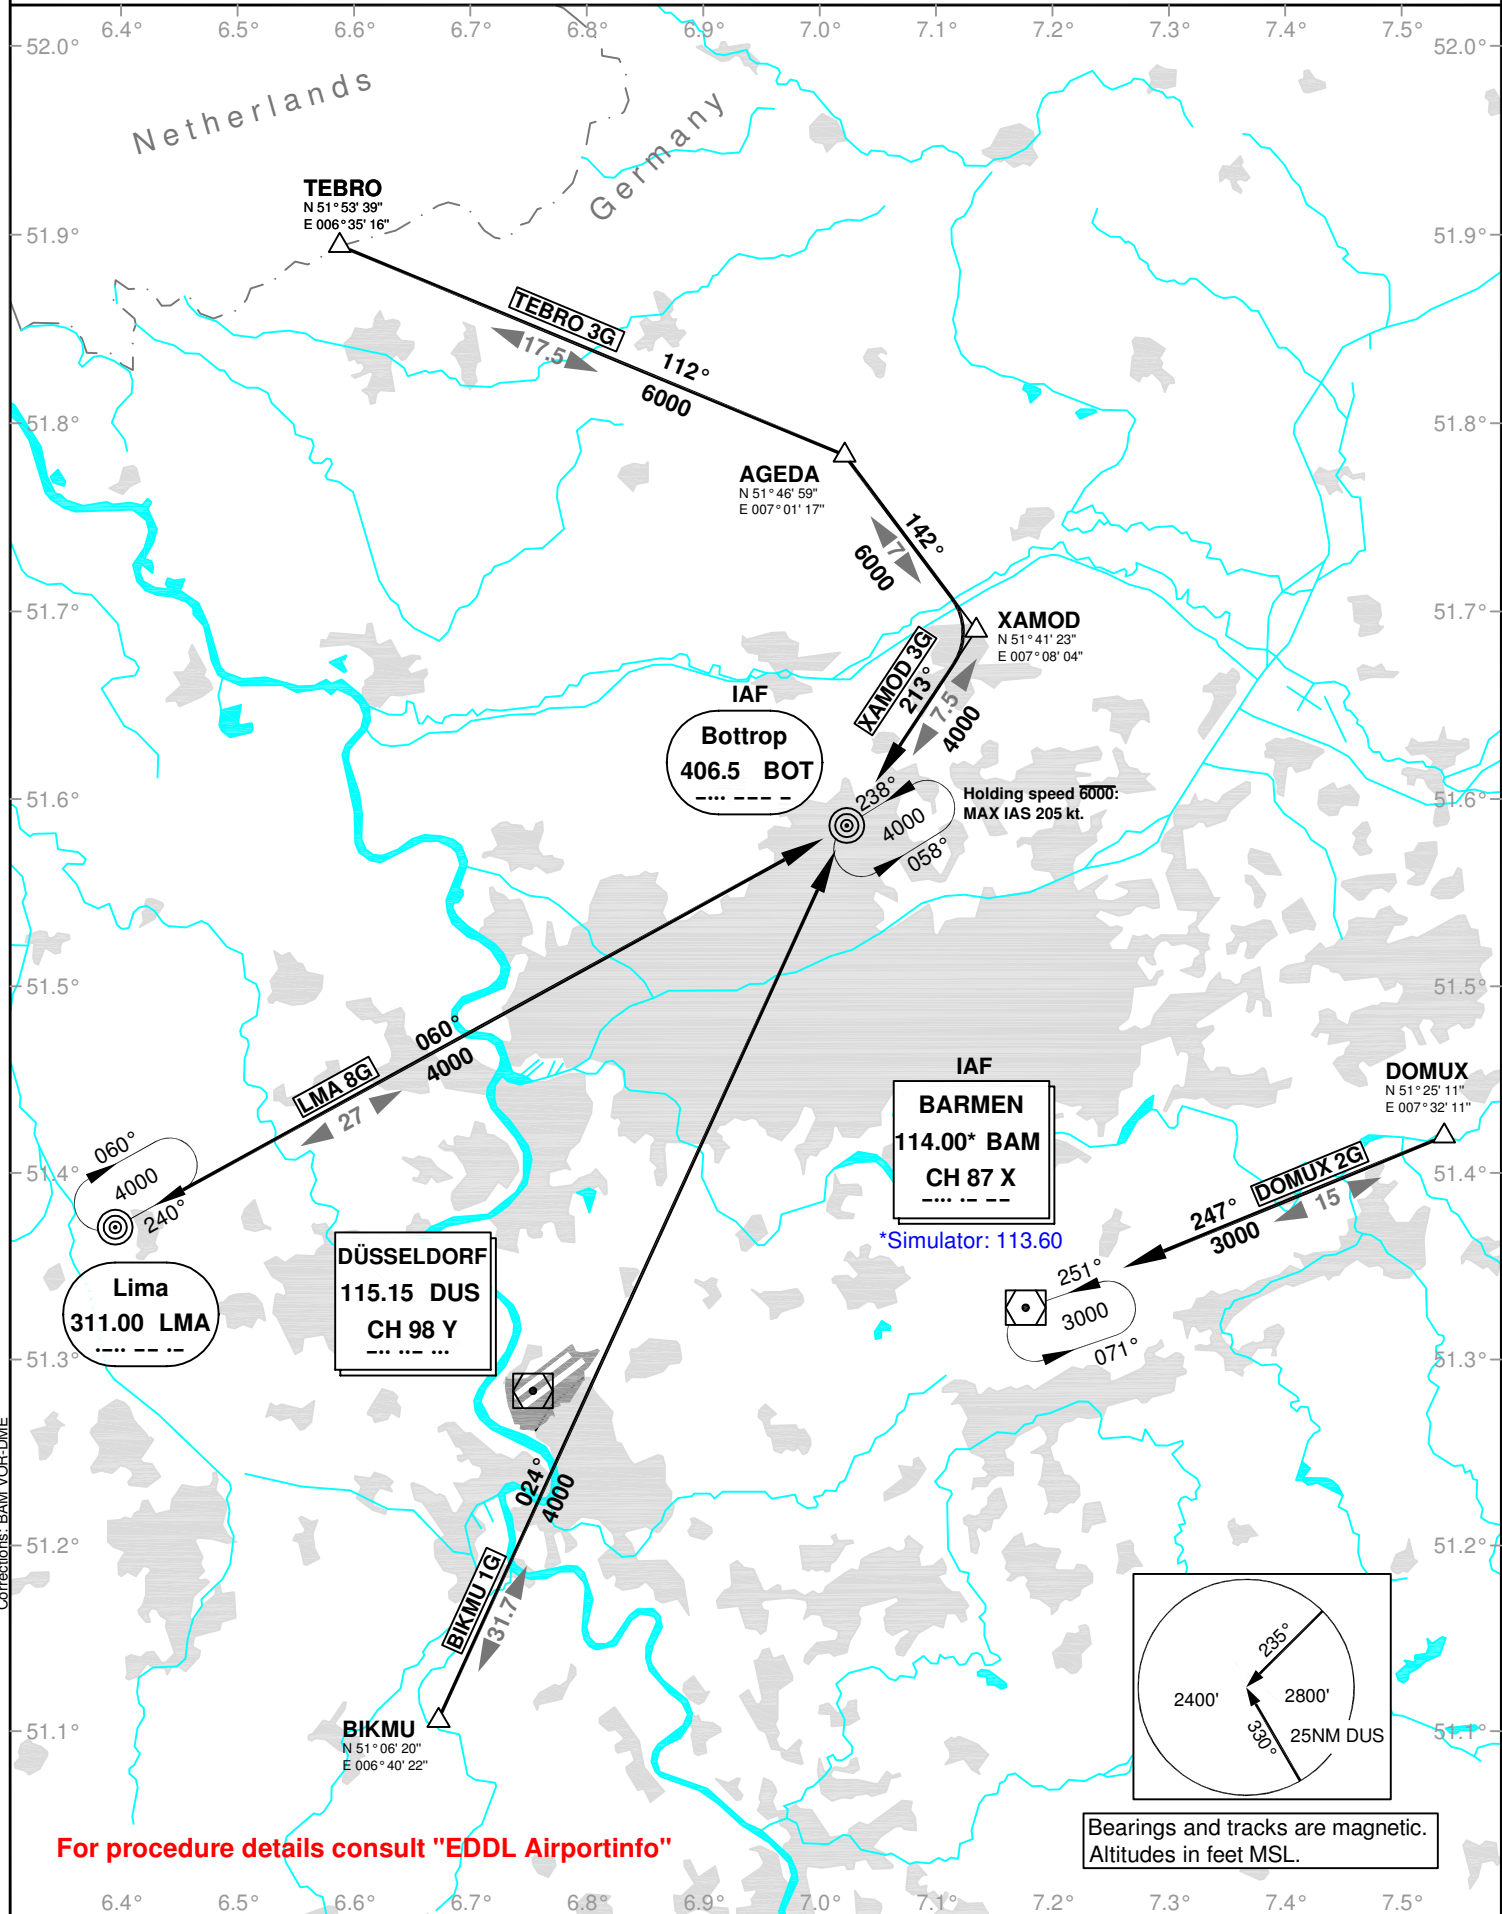 6.4° 6.5° 6.6° 6.7° 6.8° 6.9° 7.0° 7.1° 7.2° 7.3° 7.4° 7.5°
52.0° 52.0°
Netherlands
Germany
TEBRO
N 51° 53' 39"
E 006° 35' 16"
51.9° 51.9°
TEBRO 3G
17.5
112°
6000
51.8° 51.8°
AGEDA
N 51° 46' 59"
E 007° 01' 17"
142°
7
6000
51.7° 51.7°
XAMOD
N 51° 41' 23"
E 007° 08' 04"
XAMOD 3G
213°
7.5
4000
IAF
Bottrop
406.5 BOT
–··· ––– –
51.6° 51.6°
238°
4000
058°
Holding speed 6000:
MAX IAS 205 kt.
51.5° 51.5°
060°
4000
LMA 8G
27
IAF
BARMEN
114.00* BAM
CH 87 X
–··· ·– ––
*Simulator: 113.60
DOMUX
N 51° 25' 11"
E 007° 32' 11"
51.4° 51.4°
DOMUX 2G
15
247°
3000
060°
4000
240°
Lima
311.00 LMA
·–·· –– ·–
DÜSSELDORF
115.15 DUS
CH 98 Y
–·· ··– ···
251°
3000
071°
51.3° 51.3°
024°
4000
BIKMU 1G
31.7
51.2° 51.2°
Corrections: BAM VOR-DME
BIKMU
N 51° 06' 20"
E 006° 40' 22"
51.1° 51.1°
235°
2400' 2800'
330°
25NM DUS
Bearings and tracks are magnetic.
Altitudes in feet MSL.
For procedure details consult "EDDL Airportinfo"
6.4° 6.5° 6.6° 6.7° 6.8° 6.9° 7.0° 7.1° 7.2° 7.3° 7.4° 7.5°